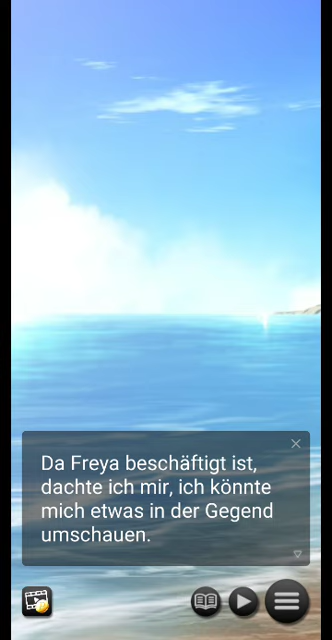 Da Freya beschäftigt ist,
dachte ich mir, ich könnte
mich etwas in der Gegend
umschauen.